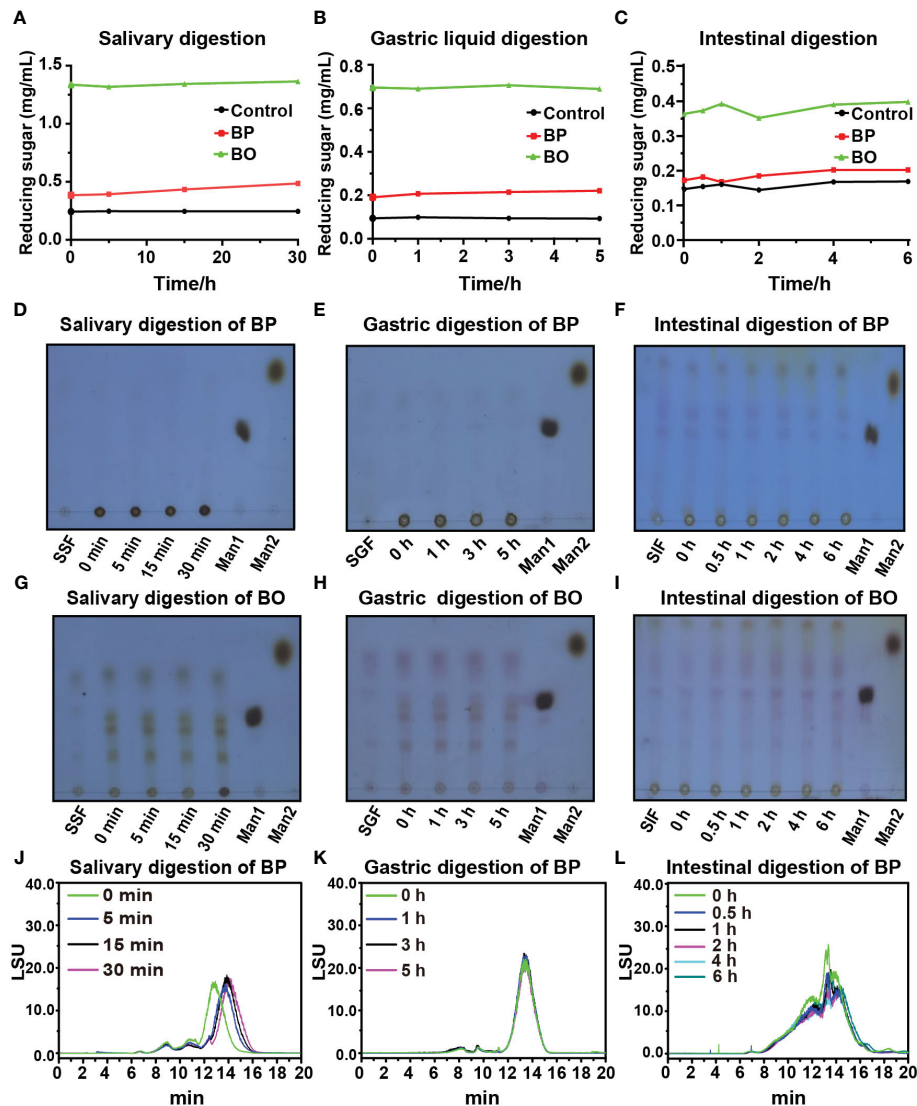 A
Salivary digestion
Reducing sugar (mg/mL)
1.5
1.0
0.5
0.0
Control
BP
BO
0 10 20 30
Time/h
B
Gastric liquid digestion
Reducing sugar (mg/mL)
0.8
0.6
0.4
0.2
0.0
Control
BP
BO
0 1 2 3 4 5
Time/h
C
Intestinal digestion
Reducing sugar (mg/mL)
0.5
0.4
0.3
0.2
0.1
0.0
Control
BP
BO
0 2 4 6
Time/h
D
Salivary digestion of BP
SSF 0 min 5 min 15 min 30 min Man1 Man2
E
Gastric digestion of BP
SGF 0 h 1 h 3 h 5 h Man1 Man2
F
Intestinal digestion of BP
SIF 0 h 0.5 h 1 h 2 h 4 h 6 h Man1 Man2
G
Salivary digestion of BO
SSF 0 min 5 min 15 min 30 min Man1 Man2
H
Gastric digestion of BO
SGF 0 h 1 h 3 h 5 h Man1 Man2
I
Intestinal digestion of BO
SIF 0 h 0.5 h 1 h 2 h 4 h 6 h Man1 Man2
J
Salivary digestion of BP
LSU
40.0
30.0
20.0
10.0
0.0
0 min
5 min
15 min
30 min
0 2 4 6 8 10 12 14 16 18 20
min
K
Gastric digestion of BP
LSU
40.0
30.0
20.0
10.0
0.0
0 h
1 h
3 h
5 h
0 2 4 6 8 10 12 14 16 18 20
min
L
Intestinal digestion of BP
LSU
40.0
30.0
20.0
10.0
0.0
0 h
0.5 h
1 h
2 h
4 h
6 h
0 2 4 6 8 10 12 14 16 18 20
min